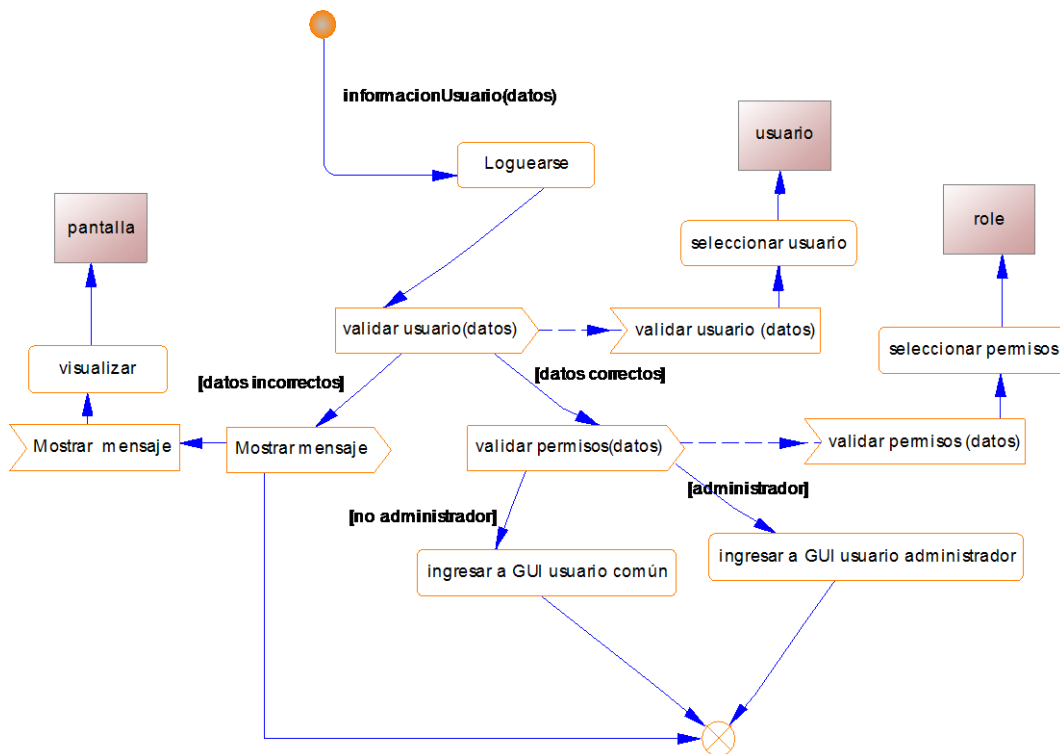 informacionUsuario(datos)
usuario
Loguearse
role
pantalla
seleccionar usuario
validar usuario(datos)
validar usuario (datos)
seleccionar permisos
visualizar
[datos incorrectos]
[datos correctos]
Mostrar mensaje
Mostrar mensaje
validar permisos(datos)
validar permisos (datos)
[administrador]
[no administrador]
ingresar a GUI usuario común
ingresar a GUI usuario administrador